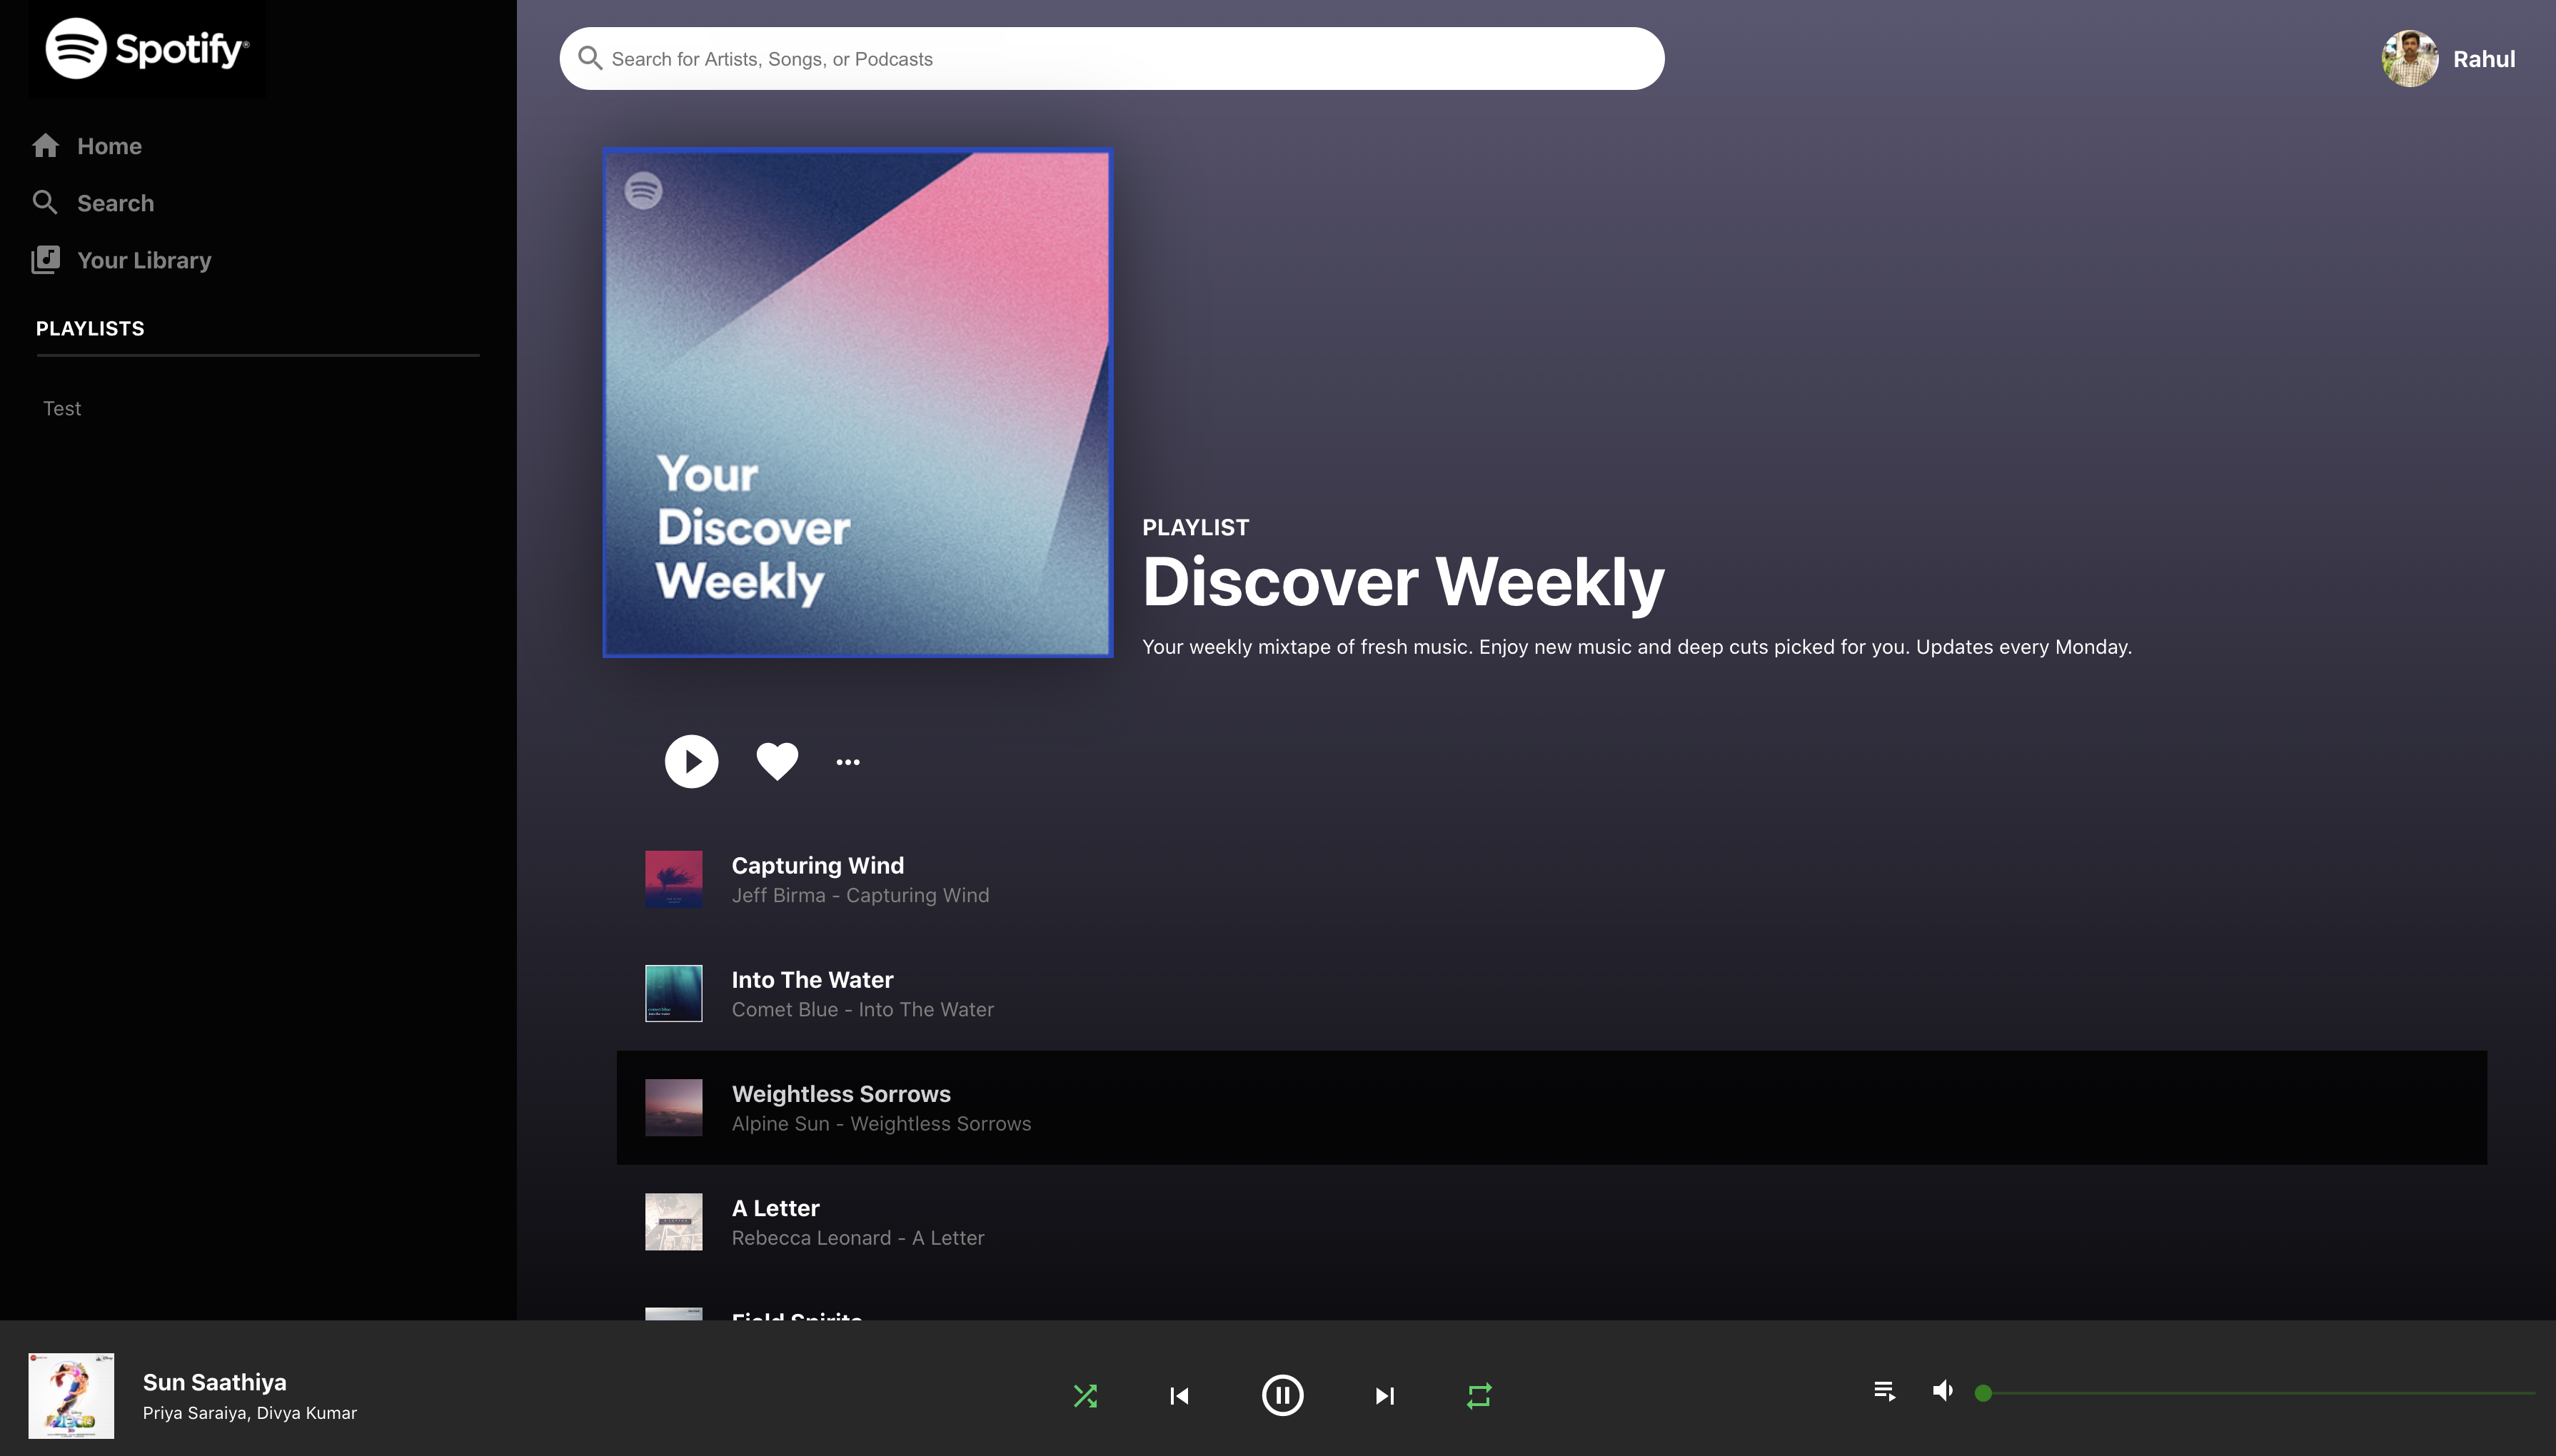 Spotify®
Home
Search
Your Library
PLAYLISTS
Test
Search for Artists, Songs, or Podcasts
Rahul
Your
Discover
Weekly
PLAYLIST
Discover Weekly
Your weekly mixtape of fresh music. Enjoy new music and deep cuts picked for you. Updates every Monday.
Capturing Wind
Jeff Birma - Capturing Wind
Into The Water
Comet Blue - Into The Water
Weightless Sorrows
Alpine Sun - Weightless Sorrows
A Letter
Rebecca Leonard - A Letter
Field Spirits
Sun Saathiya
Priya Saraiya, Divya Kumar